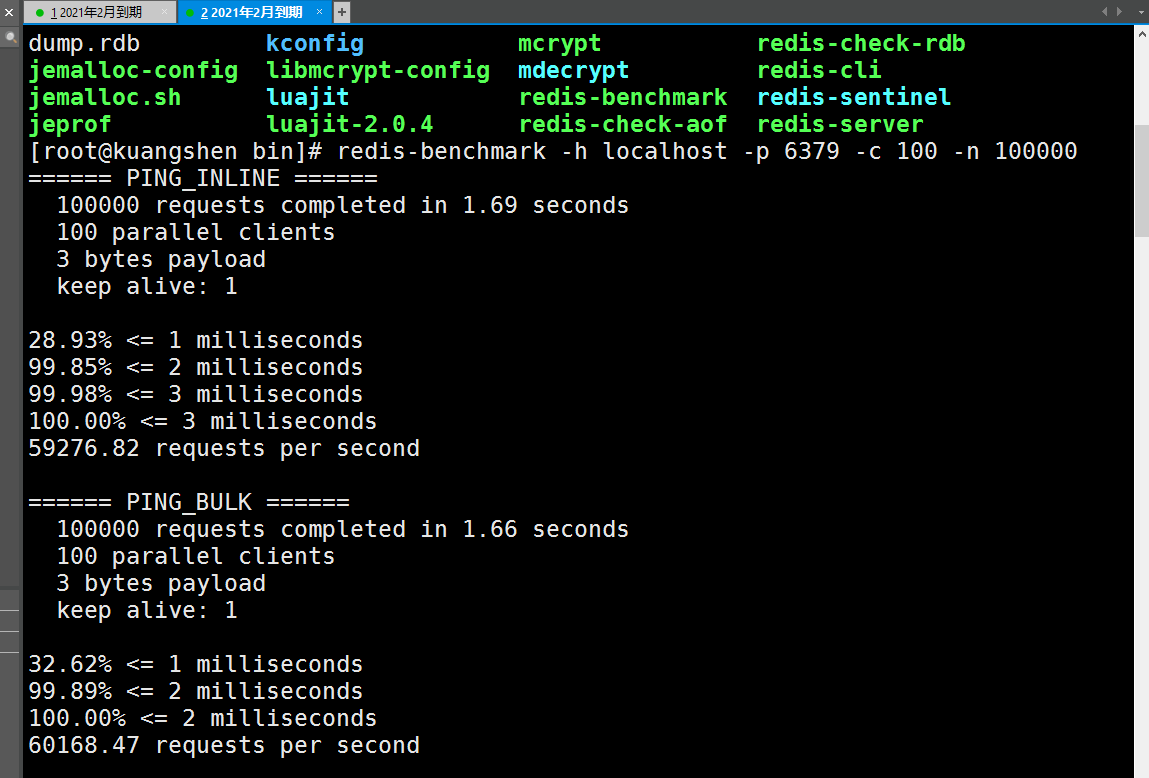 1 2021年2月到期 × 2 2021年2月到期 × +
dump.rdb kconfig mcrypt redis-check-rdb
jemalloc-config libmcrypt-config mdecrypt redis-cli
jemalloc.sh luajit redis-benchmark redis-sentinel
jeprof luajit-2.0.4 redis-check-aof redis-server
[root@kuangshen bin]# redis-benchmark -h localhost -p 6379 -c 100 -n 100000
====== PING_INLINE ======
  100000 requests completed in 1.69 seconds
  100 parallel clients
  3 bytes payload
  keep alive: 1

28.93% <= 1 milliseconds
99.85% <= 2 milliseconds
99.98% <= 3 milliseconds
100.00% <= 3 milliseconds
59276.82 requests per second

====== PING_BULK ======
  100000 requests completed in 1.66 seconds
  100 parallel clients
  3 bytes payload
  keep alive: 1

32.62% <= 1 milliseconds
99.89% <= 2 milliseconds
100.00% <= 2 milliseconds
60168.47 requests per second